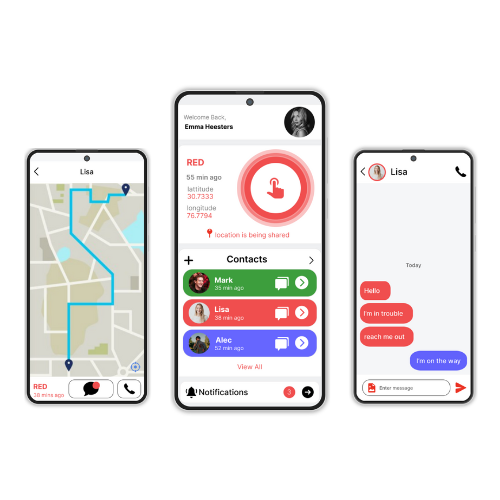 Lisa
RED
38 mins ago
Welcome Back,
Emma Heesters
RED
55 min ago
lattitude
30.7333
longitude
76.7794
location is being shared
Contacts
Mark
35 min ago
Lisa
38 min ago
Alec
52 min ago
View All
Notifications
3
Lisa
Today
Hello
I'm in trouble
reach me out
I'm on the way
Enter message